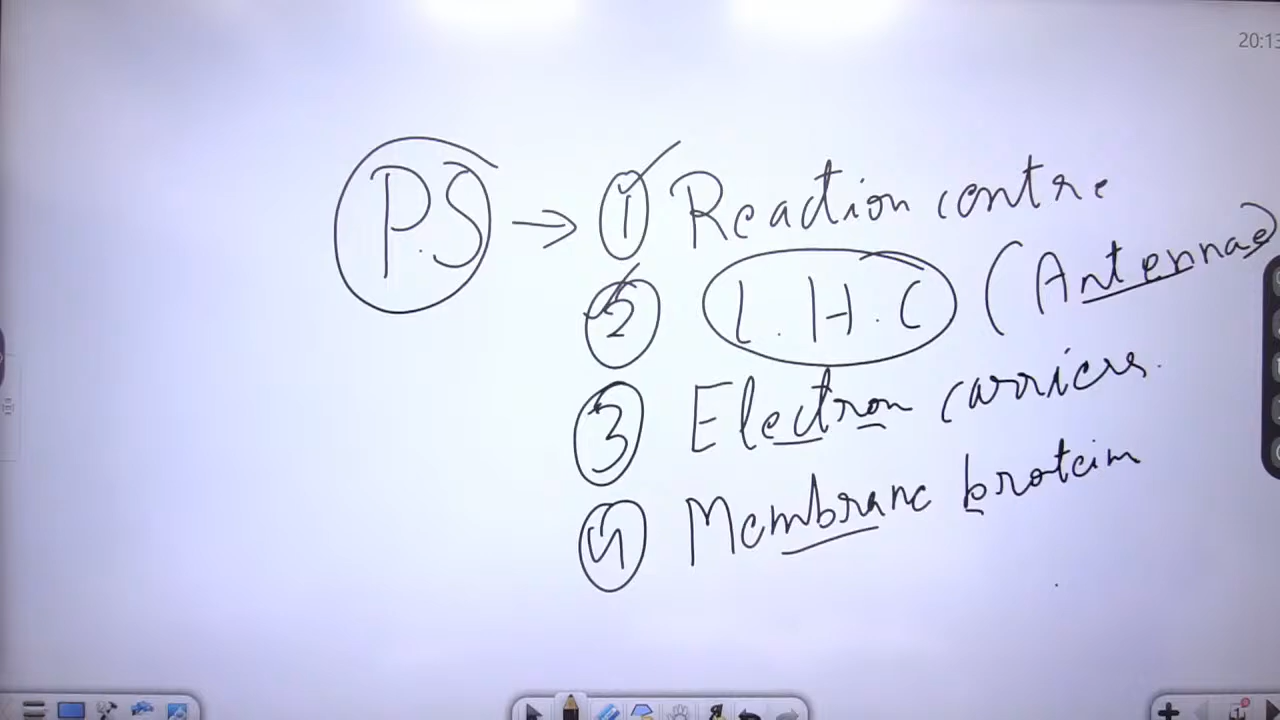 20:13
P.S → ① Reaction centre
② L.H.C (Antennae)
③ Electron carriers.
④ Membrane protein